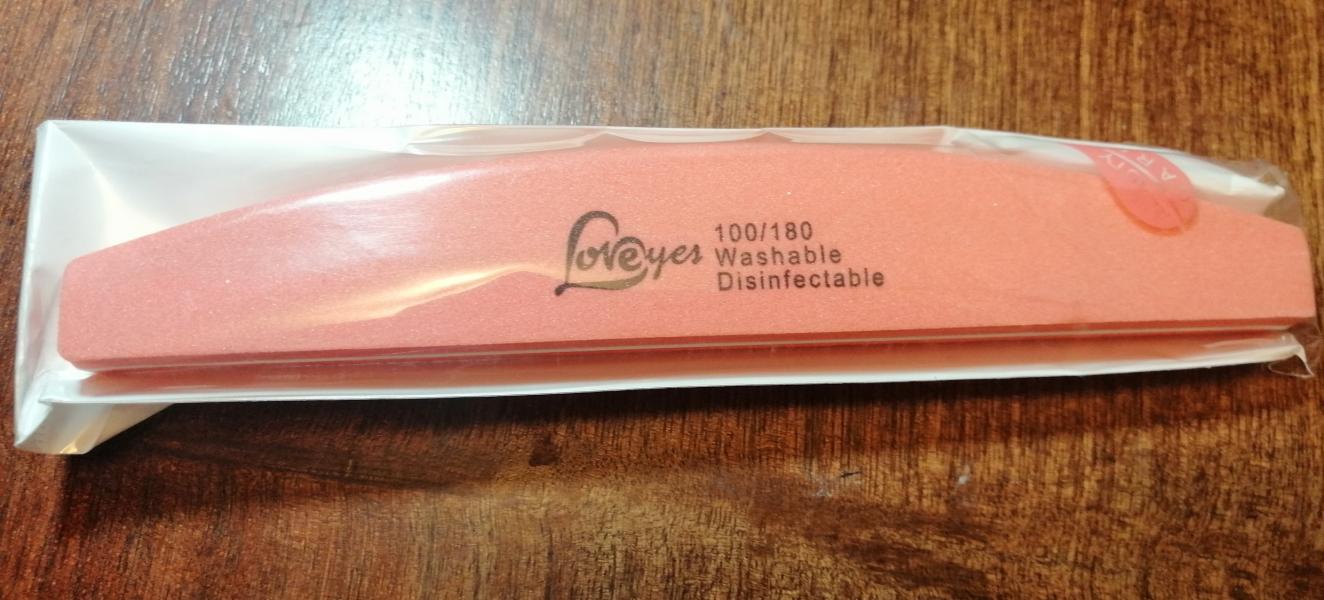 Loveyes
100/180
Washable
Disinfectable